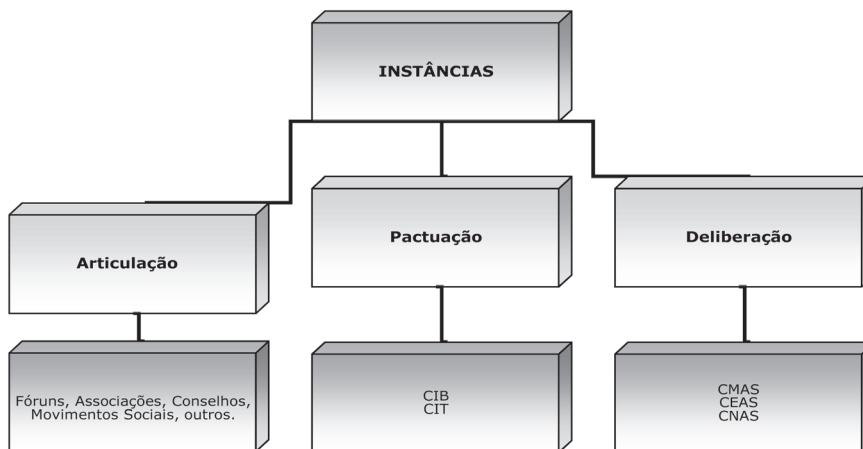 INSTÂNCIAS
Articulação
Pactuação
Deliberação
Fóruns, Associações, Conselhos,
Movimentos Sociais, outros.
CIB
CIT
CMAS
CEAS
CNAS